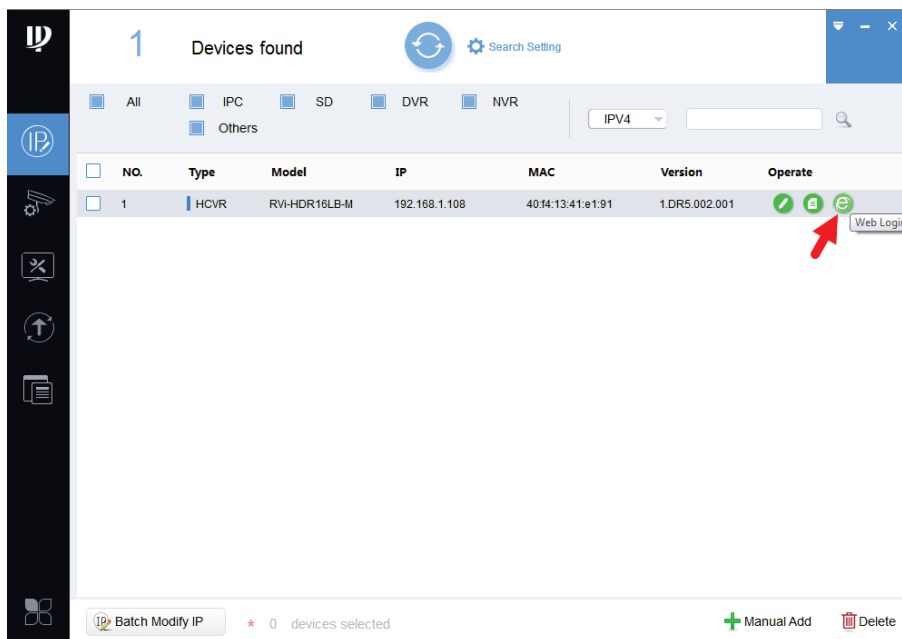 1 Devices found Search Setting
All IPC SD DVR NVR
Others
IPV4
NO. Type Model IP MAC Version Operate
1 HCVR RVi-HDR16LB-M 192.168.1.108 40:f4:13:41:e1:91 1.DR5.002.001
Web Login
IP Batch Modify IP * 0 devices selected Manual Add Delete